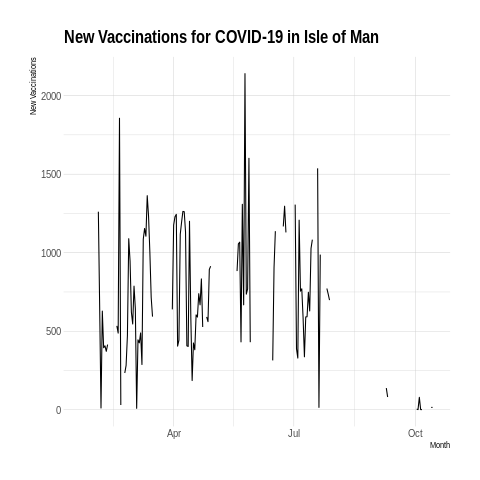 New Vaccinations for COVID-19 in Isle of Man
New Vaccinations
2000
1500
1000
500
0
Apr
Jul
Oct
Month